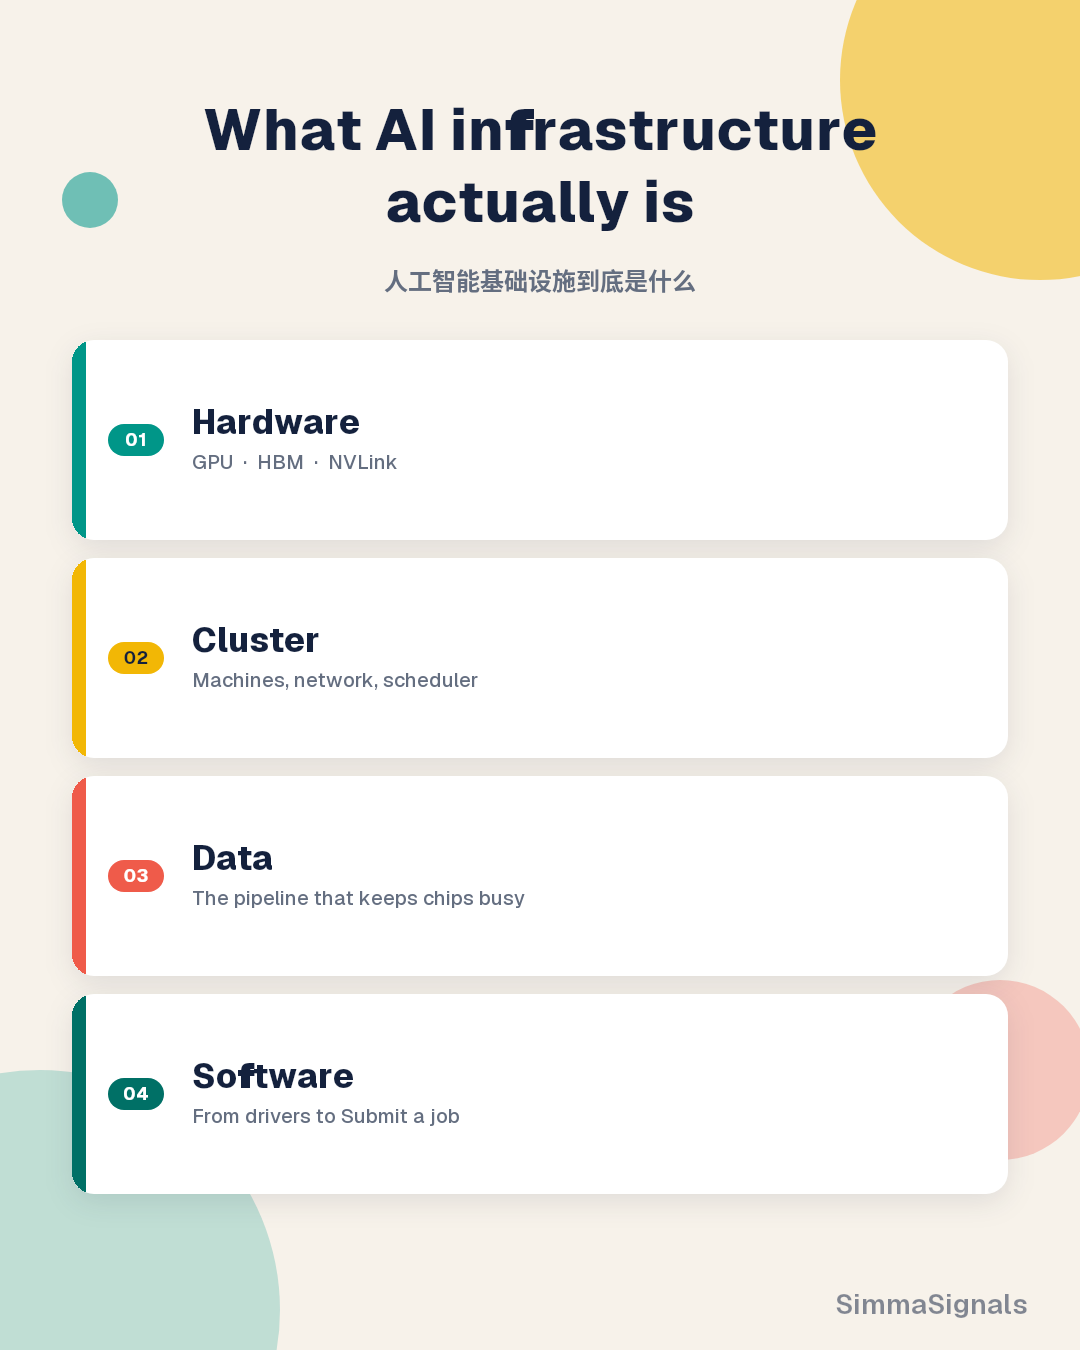 What AI infrastructure
actually is
人工智能基础设施到底是什么
01
Hardware
GPU · HBM · NVLink
02
Cluster
Machines, network, scheduler
03
Data
The pipeline that keeps chips busy
04
Software
From drivers to Submit a job
SimmaSignals